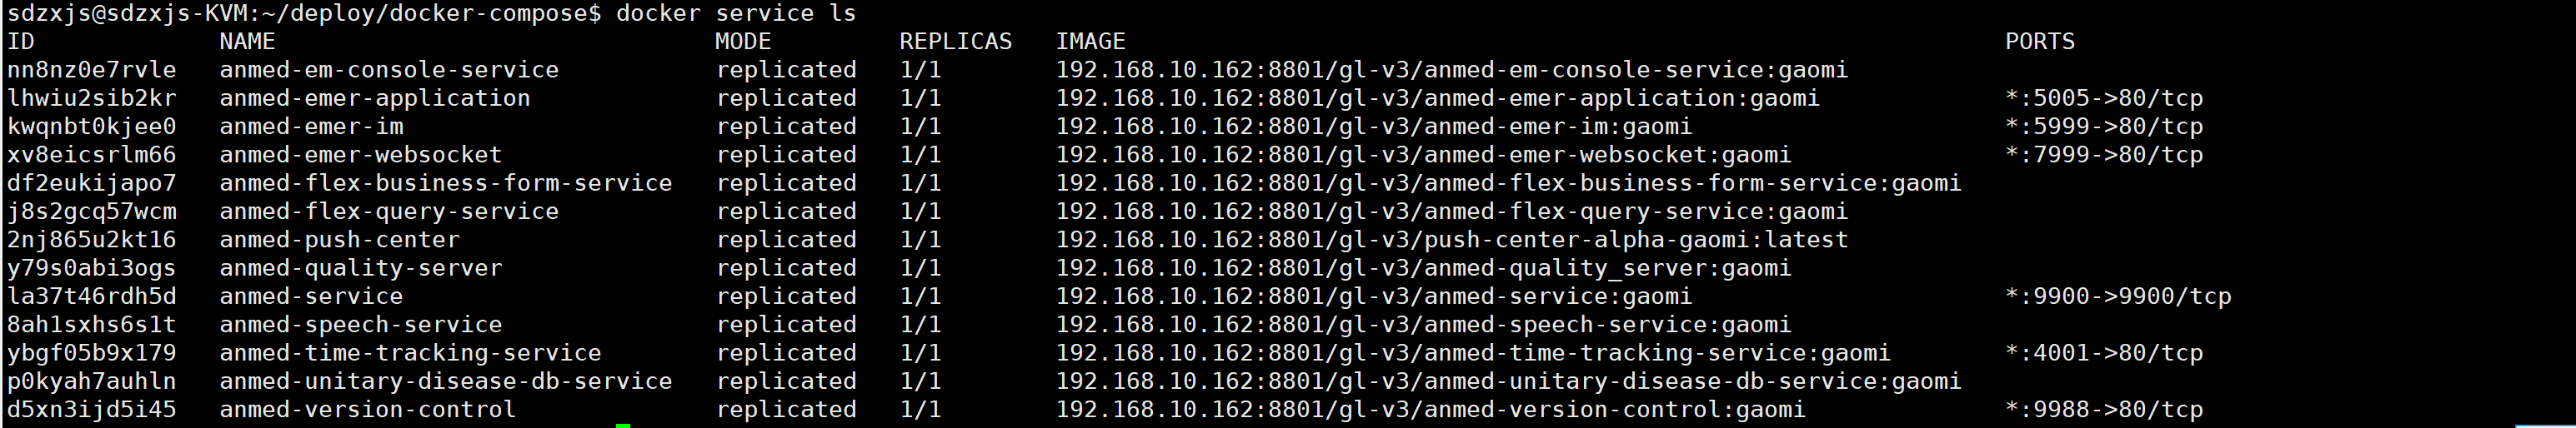 sdzxjs@sdzxjs-KVM:~/deploy/docker-compose$ docker service ls
ID NAME MODE REPLICAS IMAGE PORTS
nn8nz0e7rvle anmed-em-console-service replicated 1/1 192.168.10.162:8801/gl-v3/anmed-em-console-service:gaomi
lhwiu2sib2kr anmed-emer-application replicated 1/1 192.168.10.162:8801/gl-v3/anmed-emer-application:gaomi *:5005->80/tcp
kwqnbt0kjee0 anmed-emer-im replicated 1/1 192.168.10.162:8801/gl-v3/anmed-emer-im:gaomi *:5999->80/tcp
xv8eicsrlm66 anmed-emer-websocket replicated 1/1 192.168.10.162:8801/gl-v3/anmed-emer-websocket:gaomi *:7999->80/tcp
df2eukijapo7 anmed-flex-business-form-service replicated 1/1 192.168.10.162:8801/gl-v3/anmed-flex-business-form-service:gaomi
j8s2gcq57wcm anmed-flex-query-service replicated 1/1 192.168.10.162:8801/gl-v3/anmed-flex-query-service:gaomi
2nj865u2kt16 anmed-push-center replicated 1/1 192.168.10.162:8801/gl-v3/push-center-alpha-gaomi:latest
y79s0abi3ogs anmed-quality-server replicated 1/1 192.168.10.162:8801/gl-v3/anmed-quality_server:gaomi
la37t46rdh5d anmed-service replicated 1/1 192.168.10.162:8801/gl-v3/anmed-service:gaomi *:9900->9900/tcp
8ah1sxhs6s1t anmed-speech-service replicated 1/1 192.168.10.162:8801/gl-v3/anmed-speech-service:gaomi
ybgf05b9x179 anmed-time-tracking-service replicated 1/1 192.168.10.162:8801/gl-v3/anmed-time-tracking-service:gaomi *:4001->80/tcp
p0kyah7auhln anmed-unitary-disease-db-service replicated 1/1 192.168.10.162:8801/gl-v3/anmed-unitary-disease-db-service:gaomi
d5xn3ijd5i45 anmed-version-control replicated 1/1 192.168.10.162:8801/gl-v3/anmed-version-control:gaomi *:9988->80/tcp